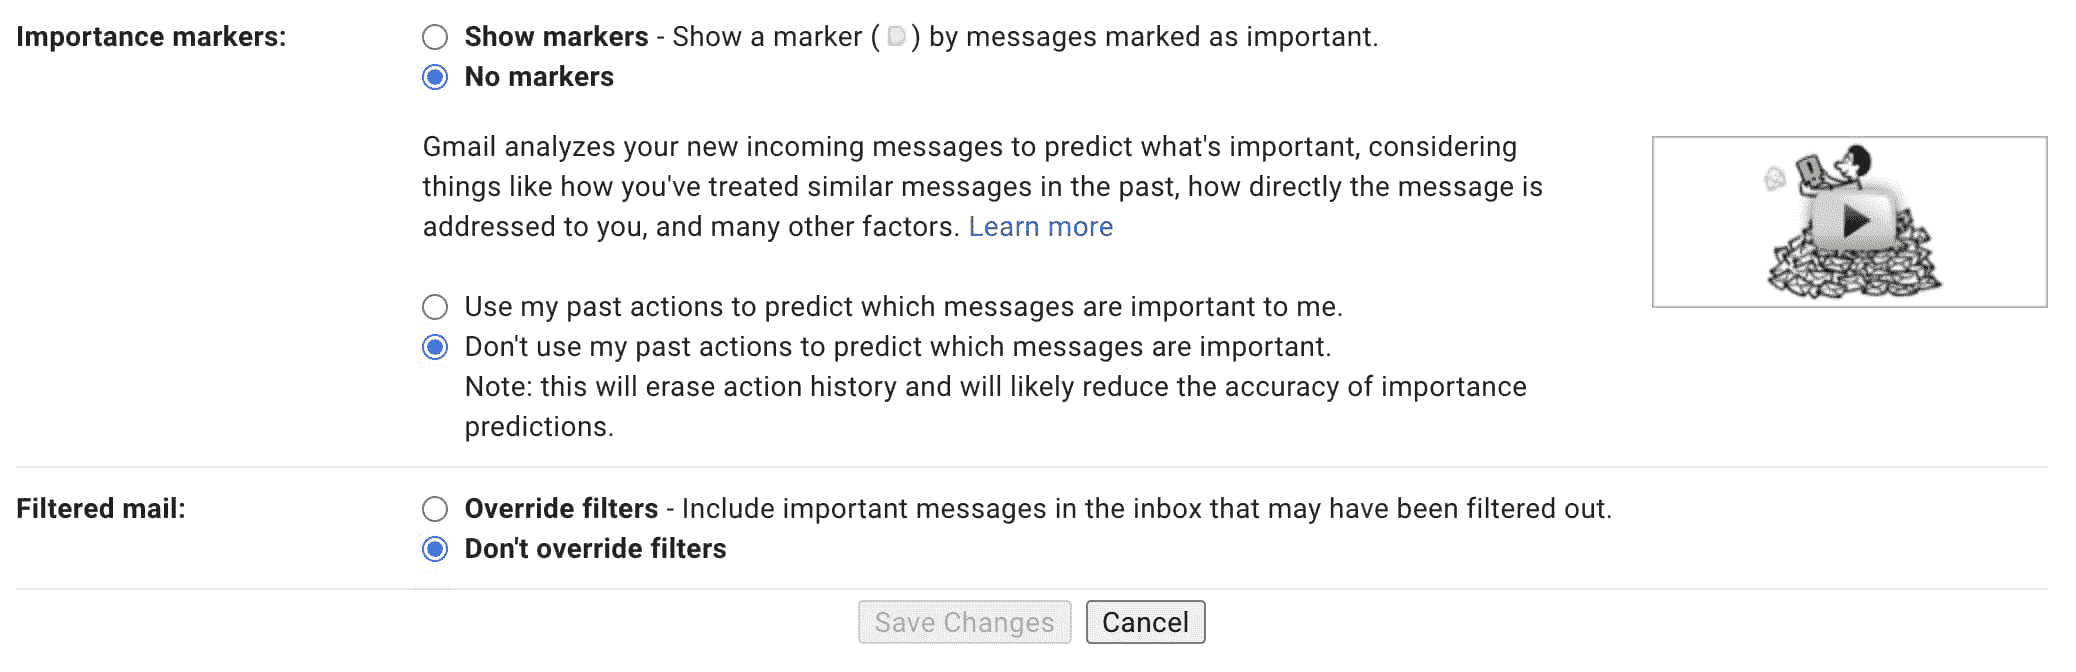 Importance markers:
Show markers - Show a marker ( ) by messages marked as important.
No markers
Gmail analyzes your new incoming messages to predict what's important, considering
things like how you've treated similar messages in the past, how directly the message is
addressed to you, and many other factors. Learn more
Use my past actions to predict which messages are important to me.
Don't use my past actions to predict which messages are important.
Note: this will erase action history and will likely reduce the accuracy of importance
predictions.
Filtered mail:
Override filters - Include important messages in the inbox that may have been filtered out.
Don't override filters
Save Changes
Cancel